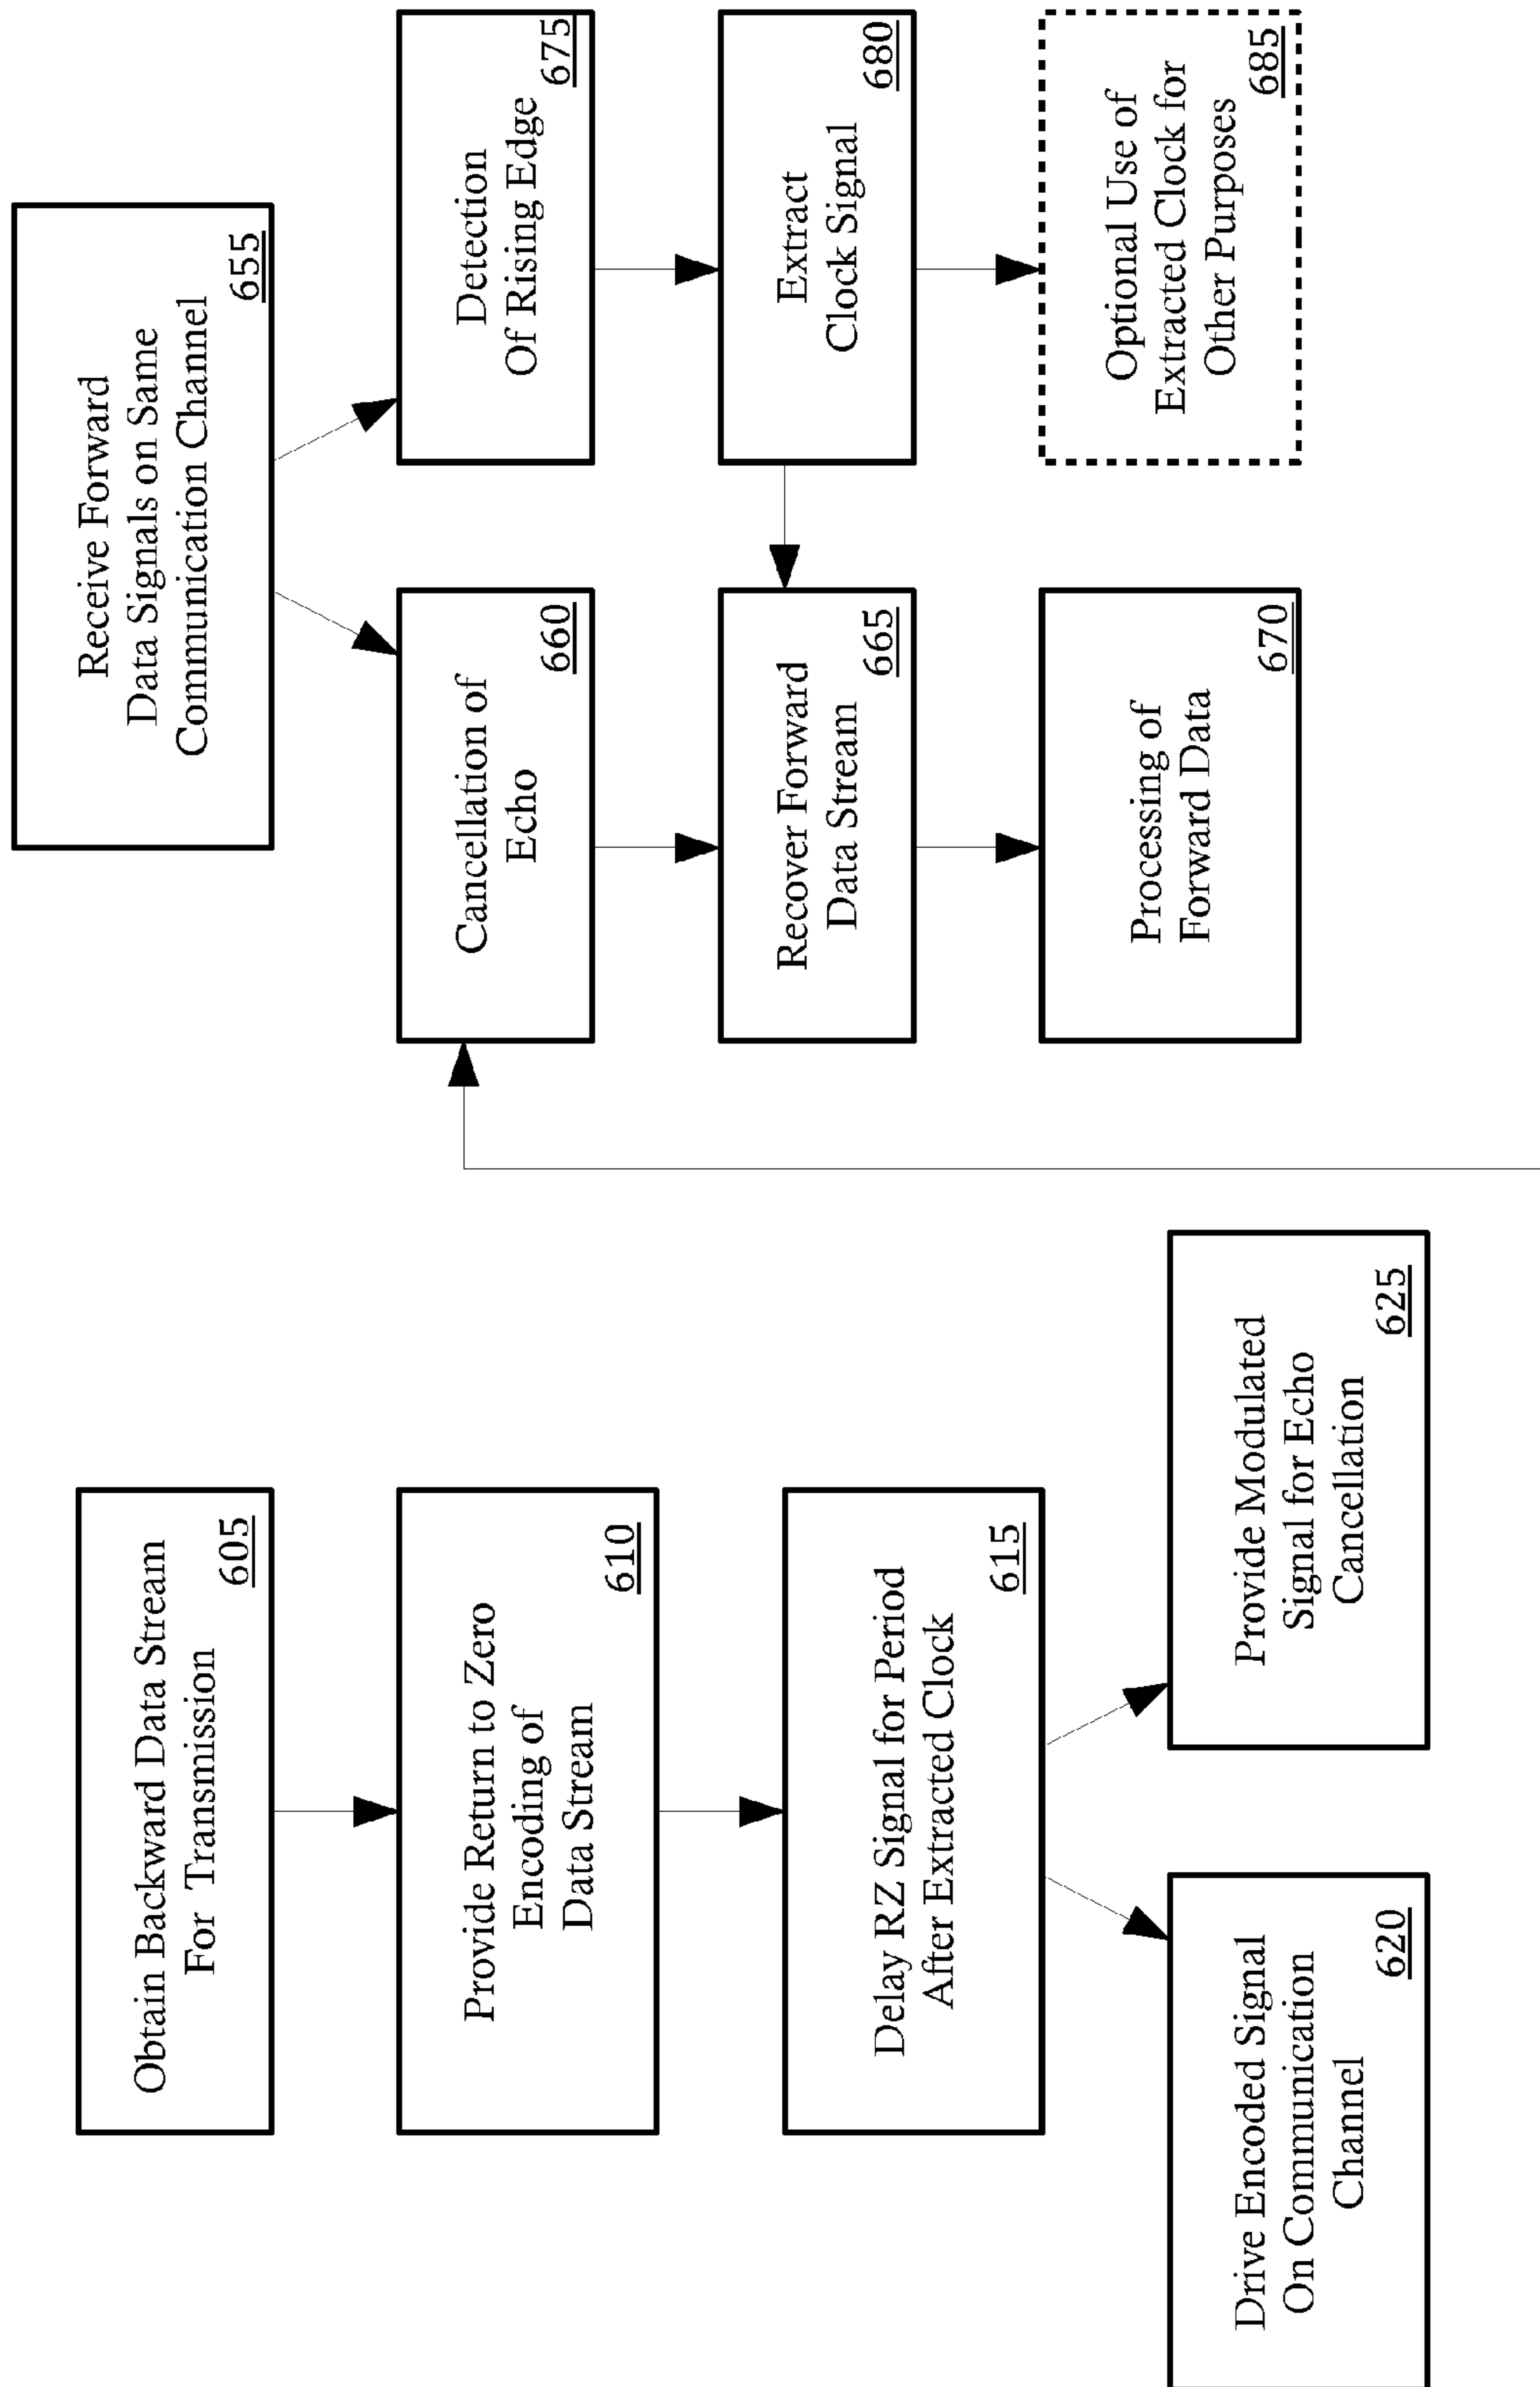 Obtain Backward Data Stream
For Transmission
605
Provide Return to Zero
Encoding of
Data Stream
610
Delay RZ Signal for Period
After Extracted Clock
615
Drive Encoded Signal
On Communication
Channel
620
Provide Modulated
Signal for Echo
Cancellation
625
Receive Forward
Data Signals on Same
Communication Channel
655
Cancellation of
Echo
660
Recover Forward
Data Stream
665
Processing of
Forward Data
670
Detection
Of Rising Edge
675
Extract
Clock Signal
680
Optional Use of
Extracted Clock for
Other Purposes
685